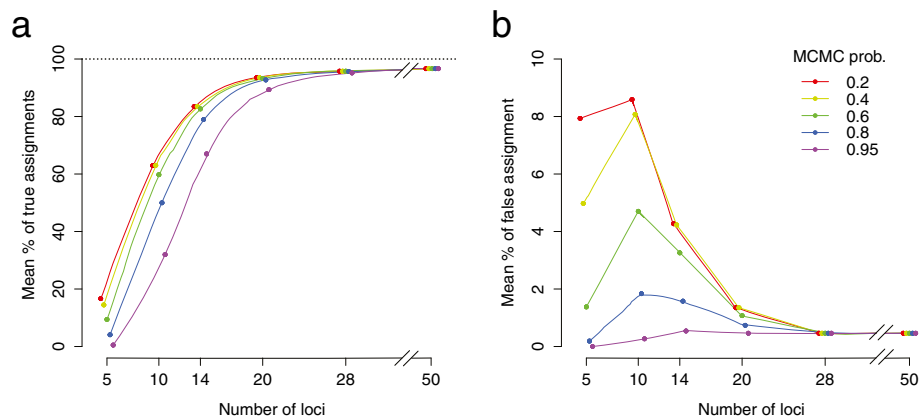 a
Mean % of true assignments
100
80
60
40
20
0
5 10 14 20 28 50
Number of loci
b
Mean % of false assignment
10
8
6
4
2
0
5 10 14 20 28 50
Number of loci
MCMC prob.
0.2
0.4
0.6
0.8
0.95